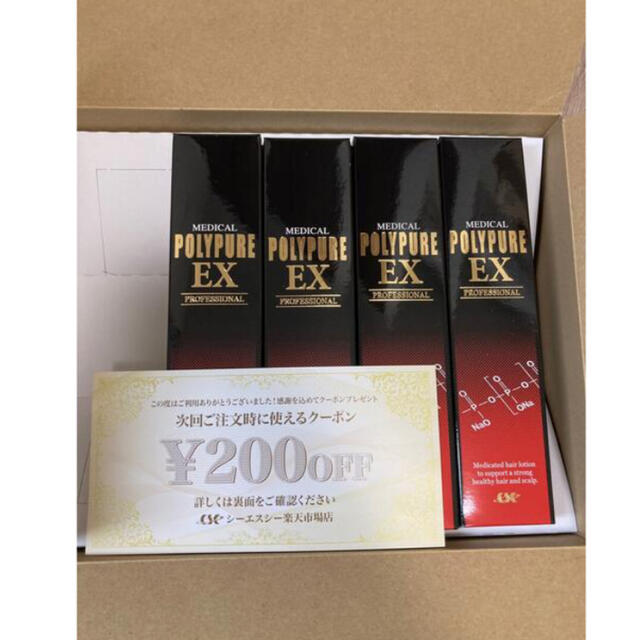 MEDICAL
POLYPURE
EX
PROFESSIONAL
MEDICAL
POLYPURE
EX
PROFESSIONAL
MEDICAL
POLYPURE
EX
PROFESSIONAL
MEDICAL
POLYPURE
EX
PROFESSIONAL
O O
P O P O
NaO ONa
Medicated hair lotion
to support a strong
healthy hair and scalp.
CSC
この度はご利用ありがとうございました!感謝を込めてクーポンプレゼント
次回ご注文時に使えるクーポン
¥200OFF
詳しくは裏面をご確認ください
CSC シーエスシー楽天市場店